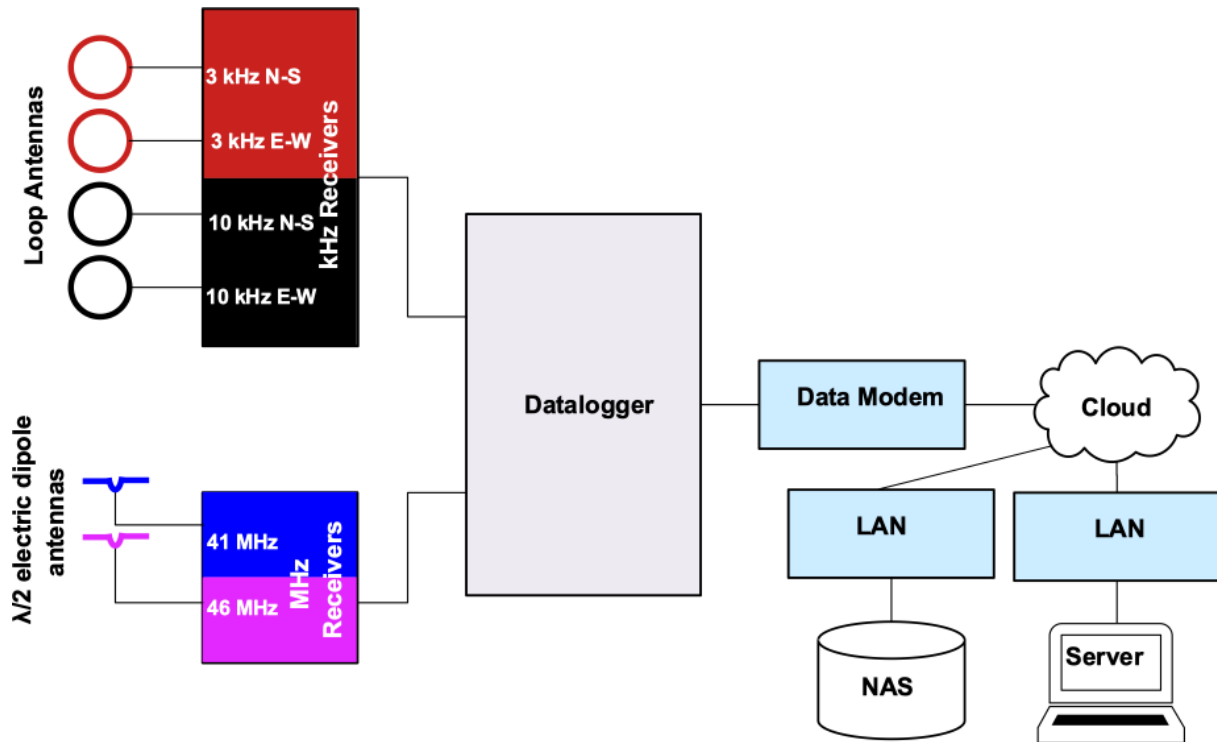 Loop Antennas
3 kHz N-S
3 kHz E-W
10 kHz N-S
10 kHz E-W
kHz Receivers
λ/2 electric dipole
antennas
41 MHz
46 MHz
MHz
Receivers
Datalogger
Data Modem
Cloud
LAN
LAN
NAS
Server